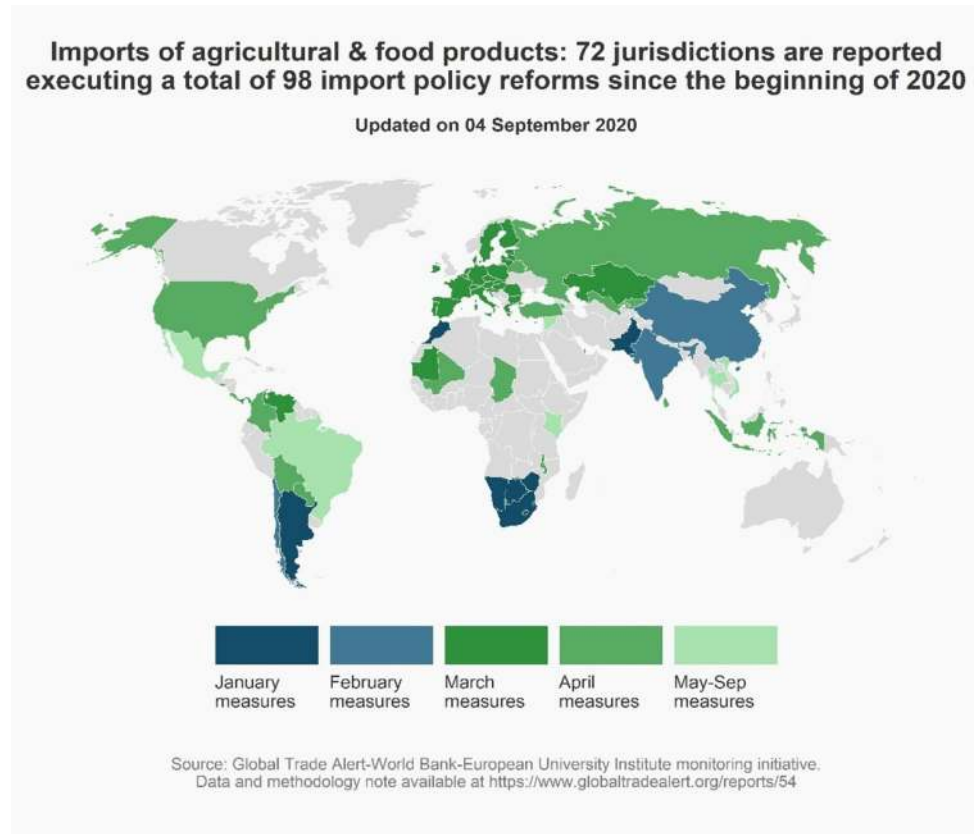 Imports of agricultural & food products: 72 jurisdictions are reported
executing a total of 98 import policy reforms since the beginning of 2020
Updated on 04 September 2020
January
measures
February
measures
March
measures
April
measures
May-Sep
measures
Source: Global Trade Alert-World Bank-European University Institute monitoring initiative.
Data and methodology note available at https://www.globaltradealert.org/reports/54